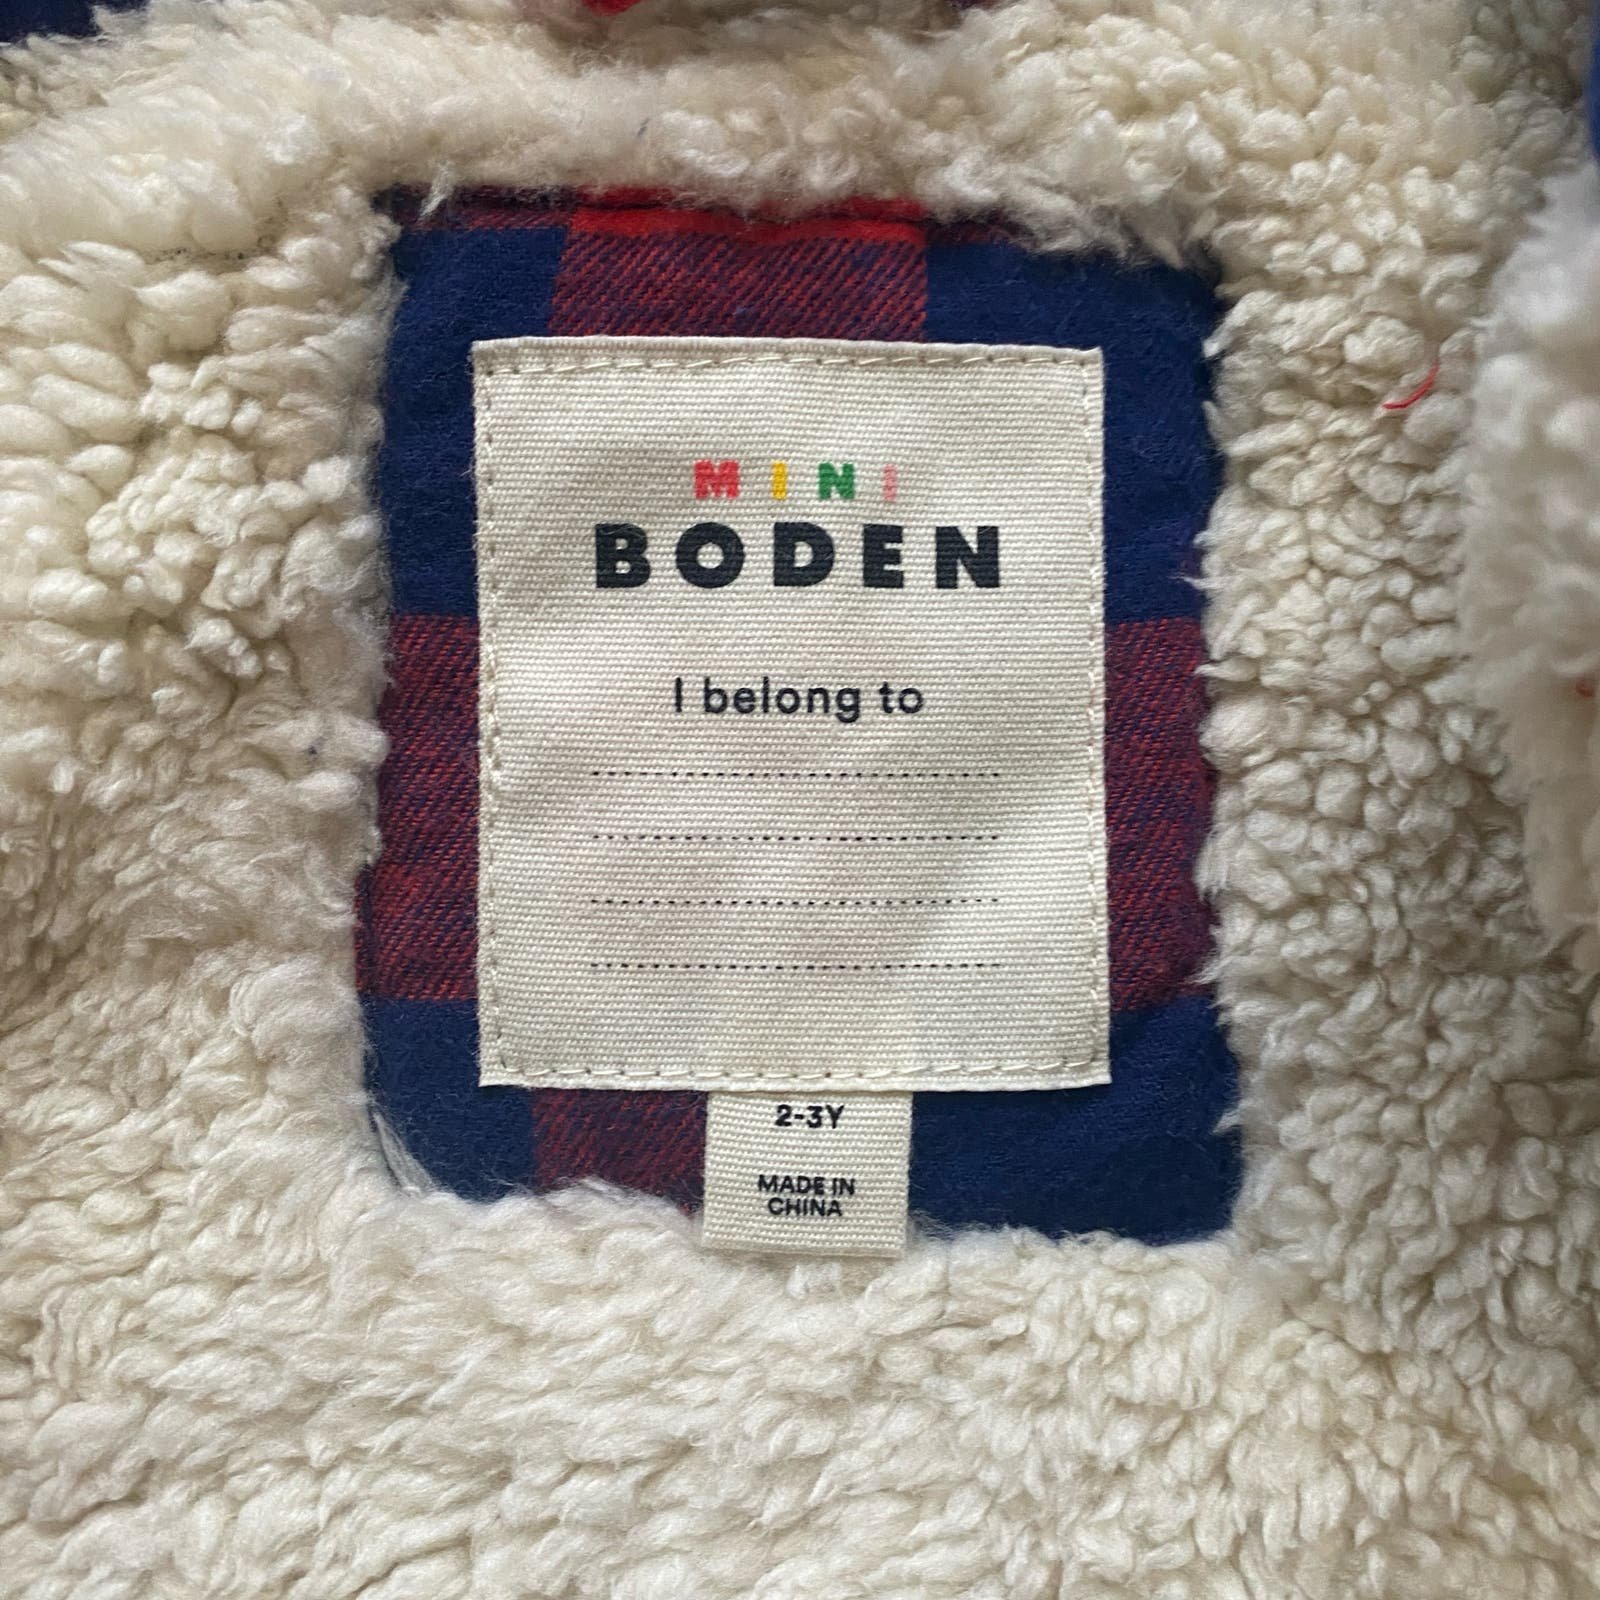 MINI
BODEN
I belong to
2-3Y
MADE IN
CHINA